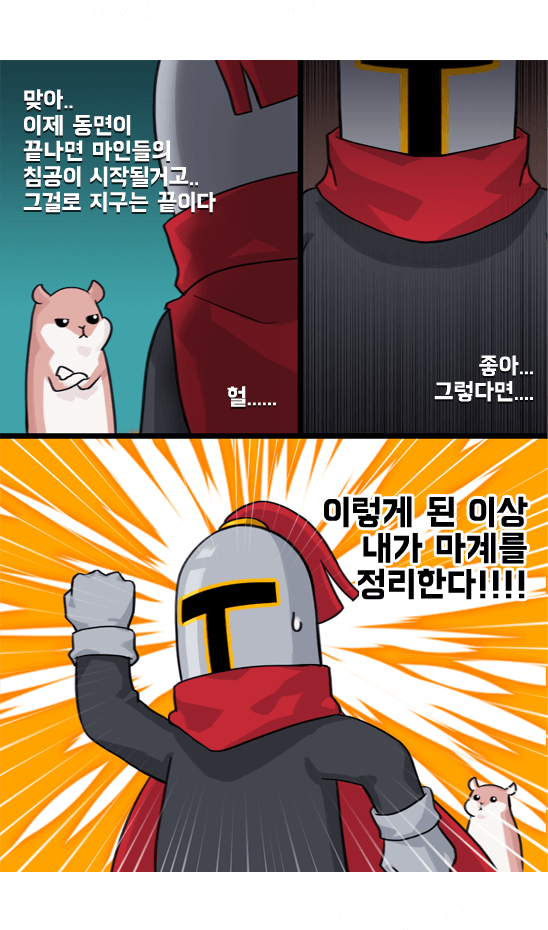 맞아..
이제 동면이
끝나면 마인들의
침공이 시작될거고..
그걸로 지구는 끝이다
헐......
좋아...
그렇다면....
이렇게 된 이상
내가 마계를
정리한다!!!!